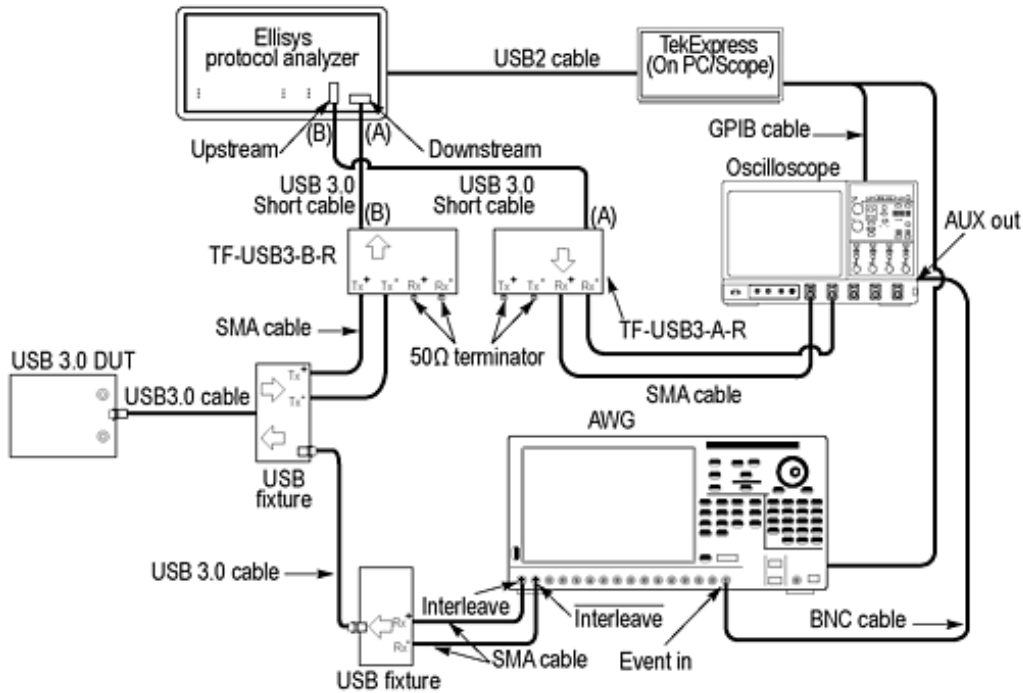 Ellisys
protocol analyzer
USB2 cable
TekExpress
(On PC/Scope)
GPIB cable
(B)
(A)
Upstream
Downstream
Oscilloscope
USB 3.0
Short cable
(B)
USB 3.0
Short cable
(A)
AUX out
TF-USB3-B-R
Tx+
Tx-
Rx+
Rx-
Tx+
Tx-
Rx+
Rx-
TF-USB3-A-R
SMA cable
50Ω terminator
SMA cable
USB 3.0 DUT
USB3.0 cable
Tx+
Tx-
USB
fixture
AWG
USB 3.0 cable
Interleave
Interleave
Rx+
Rx-
SMA cable
Event in
BNC cable
USB fixture